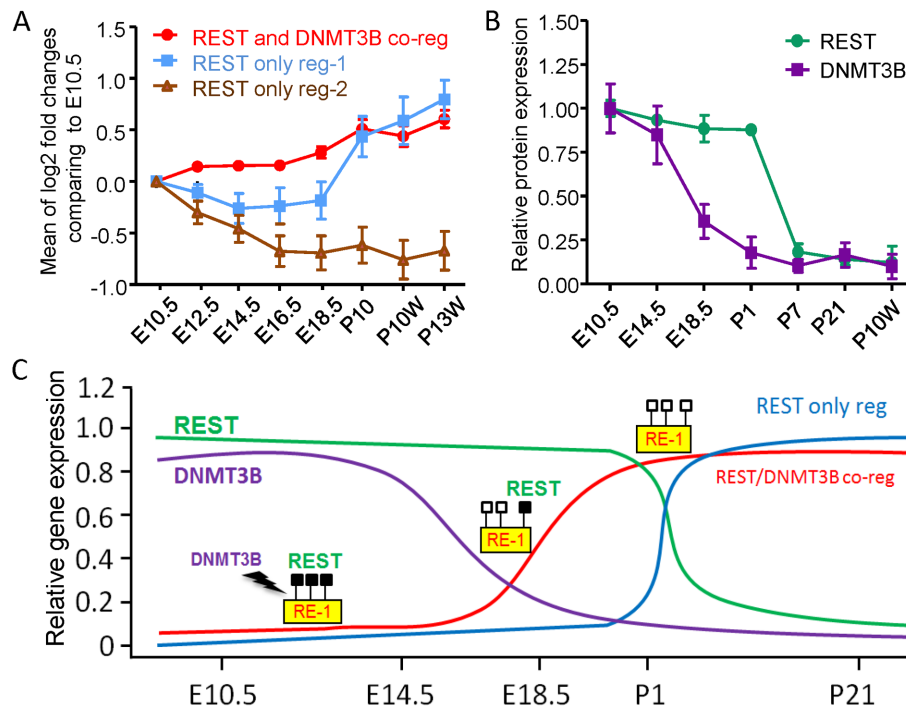 A
Mean of log2 fold changes
comparing to E10.5
1.5
1.0
0.5
0.0
-0.5
-1.0
REST and DNMT3B co-reg
REST only reg-1
REST only reg-2
E10.5
E12.5
E14.5
E16.5
E18.5
P10
P10W
P13W
B
Relative protein expression
1.50
1.25
1.00
0.75
0.50
0.25
0.00
REST
DNMT3B
E10.5
E14.5
E18.5
P1
P7
P21
P10W
C
Relative gene expression
1.2
1.0
0.8
0.6
0.4
0.2
0
REST
DNMT3B
DNMT3B
REST
RE-1
REST
RE-1
RE-1
REST only reg
REST/DNMT3B co-reg
E10.5
E14.5
E18.5
P1
P21